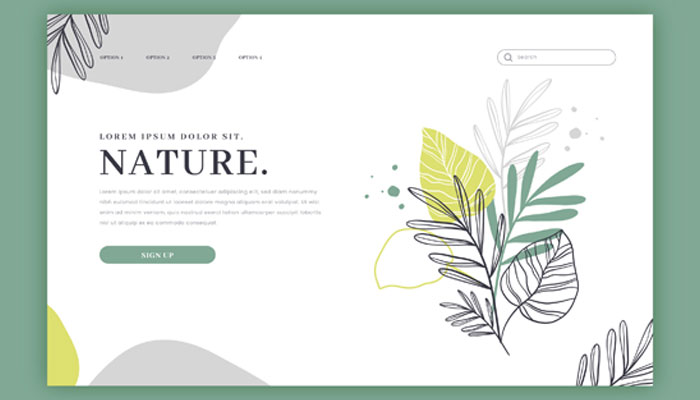 OPTION 1 OPTION 2 OPTION 3 OPTION 4
Search
LOREM IPSUM DOLOR SIT.
NATURE.
Lorem ipsum dolor sit amet, consectetuer adipiscing elit, sed diam nonummy
nibh euismod tincidunt ut laoreet dolore magna aliquam erat volutpat. Ut wisi
enim ad minim veniam, quis nostrud exerci tation ullamcorper suscipit lobortis
nisl ut aliquip ex ea commodo consequat.
SIGN UP